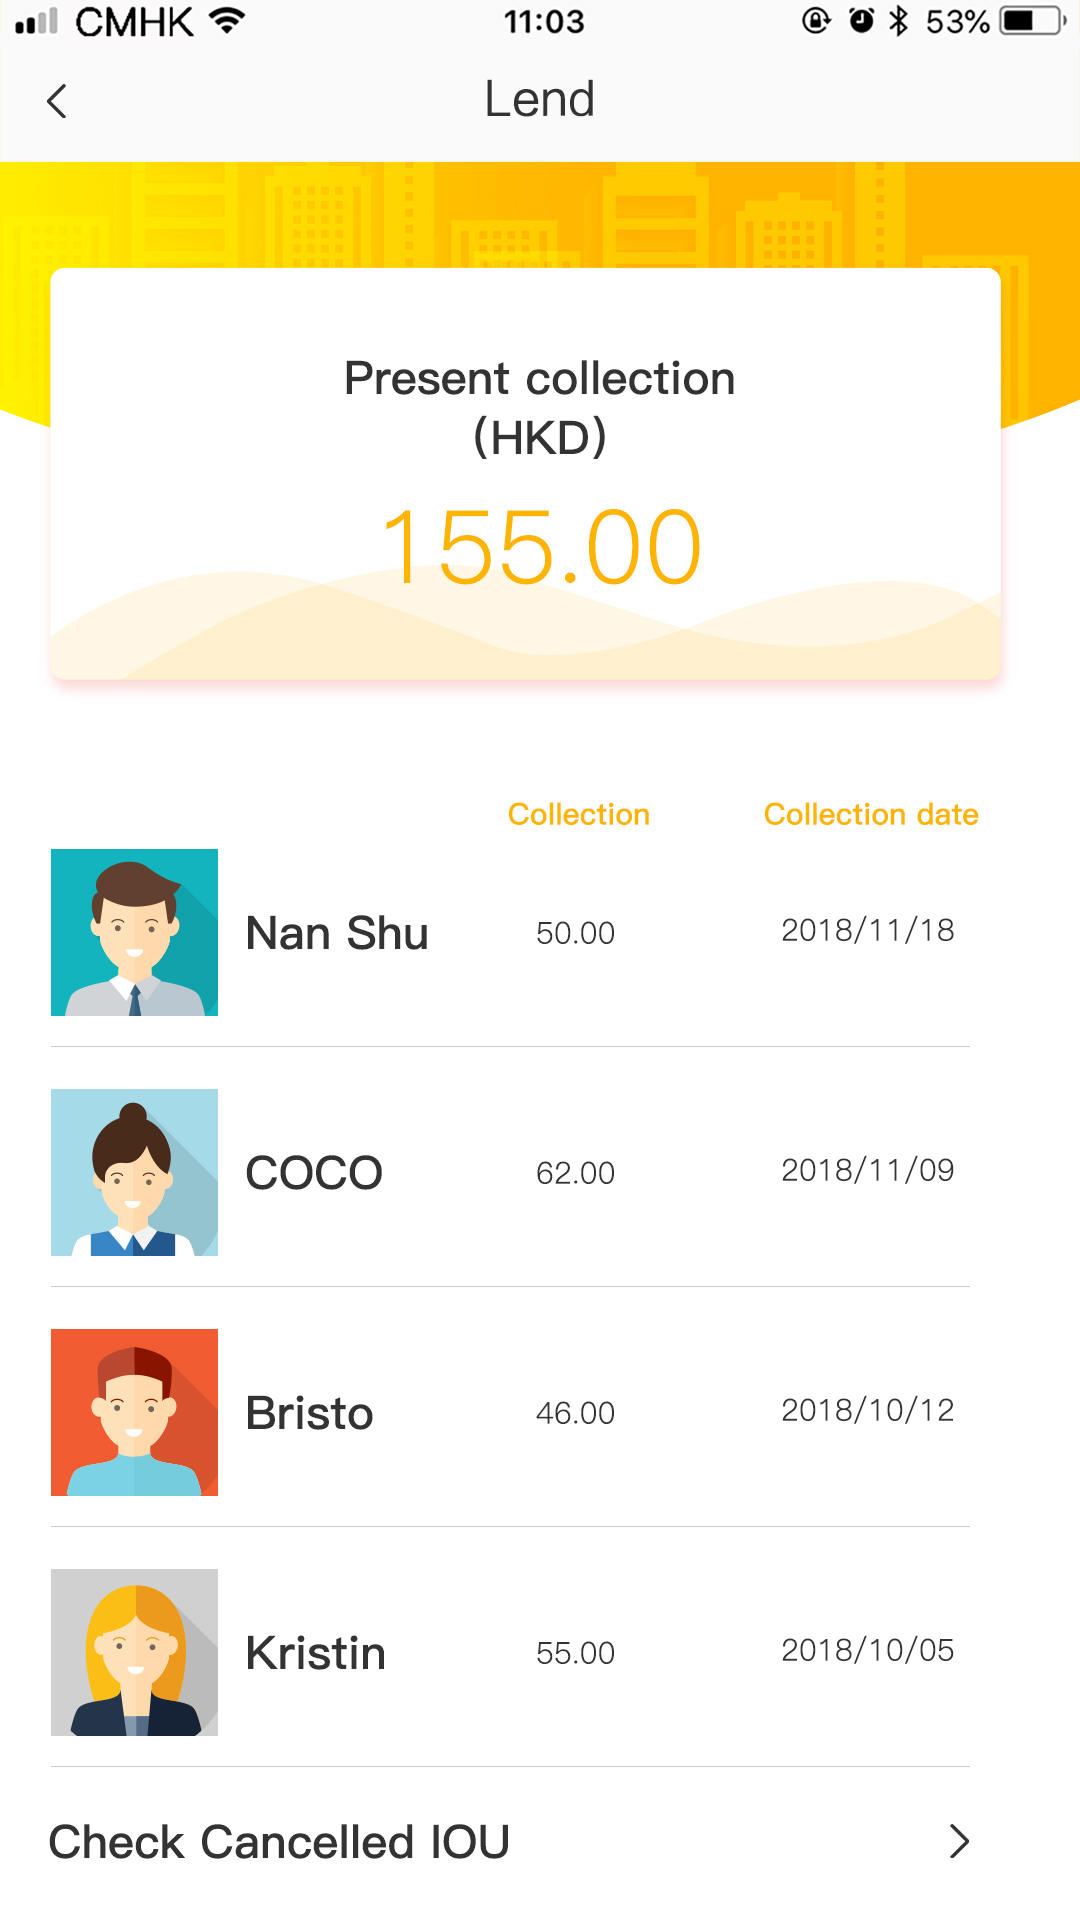 CMHK 11:03 53%
Lend
Present collection
(HKD)
155.00
Collection Collection date
Nan Shu 50.00 2018/11/18
COCO 62.00 2018/11/09
Bristo 46.00 2018/10/12
Kristin 55.00 2018/10/05
Check Cancelled IOU